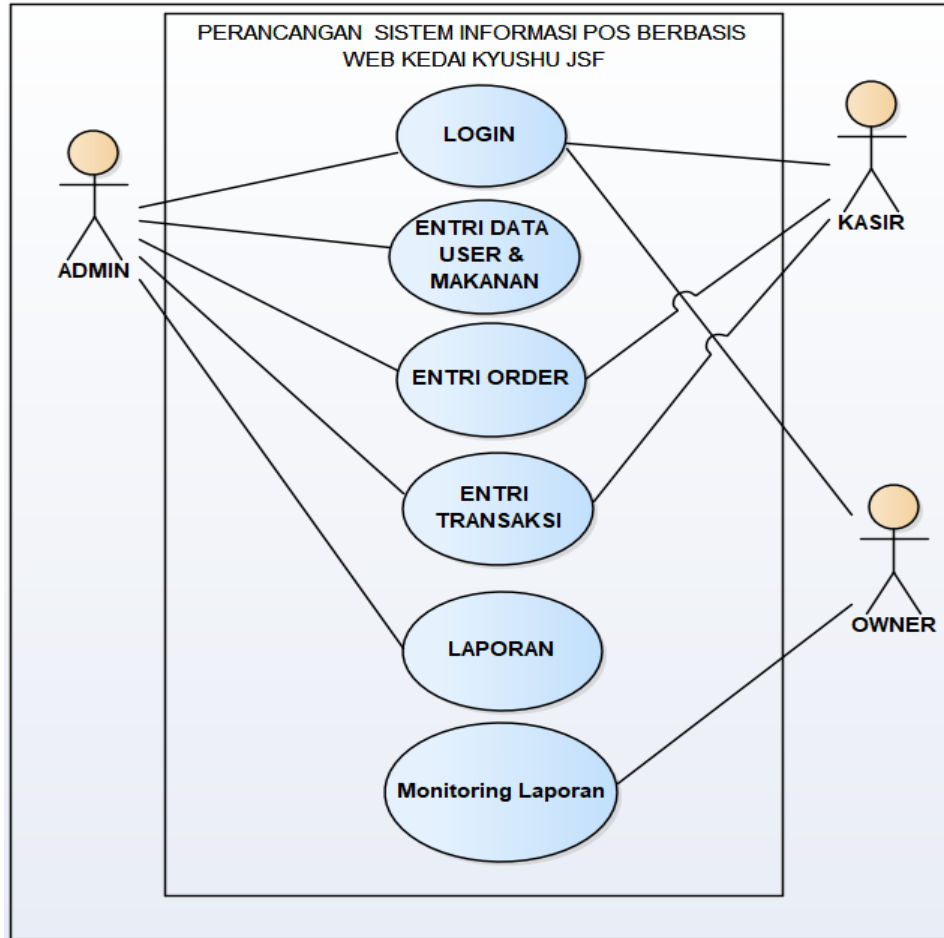 PERANCANGAN SISTEM INFORMASI POS BERBASIS
WEB KEDAI KYUSHU JSF
LOGIN
ENTRI DATA
USER &
MAKANAN
ENTRI ORDER
ENTRI
TRANSAKSI
LAPORAN
Monitoring Laporan
ADMIN
KASIR
OWNER